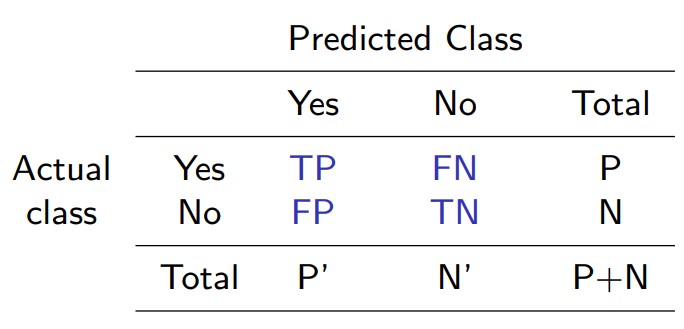 Predicted Class
Yes No Total
Actual Yes TP FN P
class No FP TN N
Total P' N' P+N